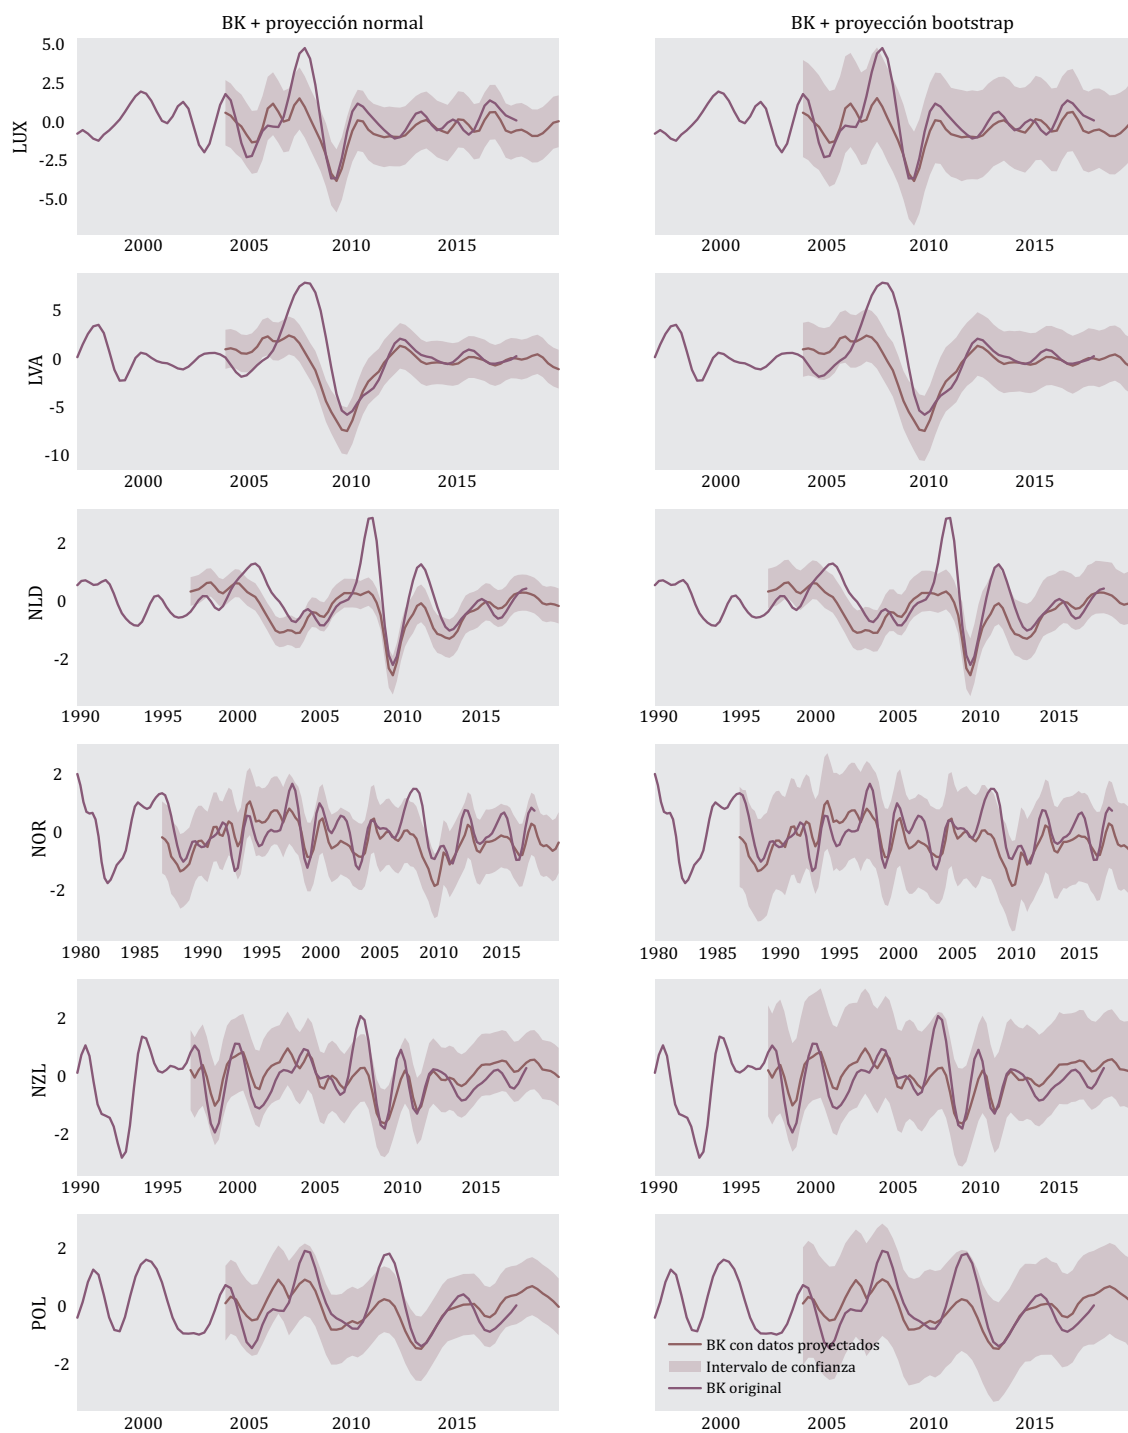 BK + proyección normal
BK + proyección bootstrap
LUX
5.0
2.5
0.0
-2.5
-5.0
2000 2005 2010 2015
2000 2005 2010 2015
LVA
5
0
-5
-10
2000 2005 2010 2015
2000 2005 2010 2015
NLD
2
0
-2
1990 1995 2000 2005 2010 2015
1990 1995 2000 2005 2010 2015
NOR
2
0
-2
1980 1985 1990 1995 2000 2005 2010 2015
1980 1985 1990 1995 2000 2005 2010 2015
NZL
2
0
-2
1990 1995 2000 2005 2010 2015
1990 1995 2000 2005 2010 2015
POL
2
0
-2
BK con datos proyectados
Intervalo de confianza
BK original
2000 2005 2010 2015
2000 2005 2010 2015